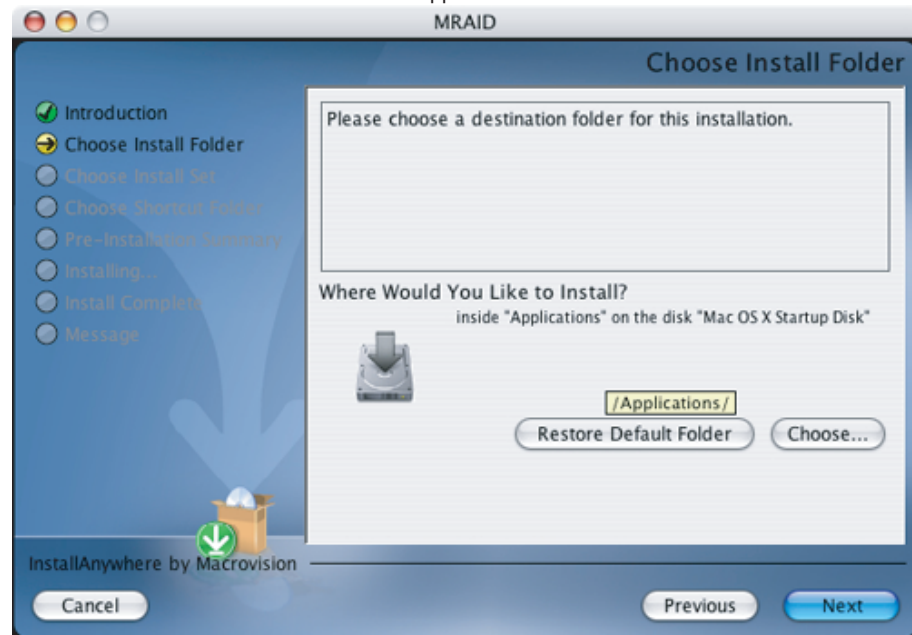 MRAID
Choose Install Folder
Introduction
Choose Install Folder
Choose Install Set
Choose Shortcut Folder
Pre-Installation Summary
Installing...
Install Complete
Message
Please choose a destination folder for this installation.
Where Would You Like to Install?
inside "Applications" on the disk "Mac OS X Startup Disk"
/Applications/
Restore Default Folder
Choose...
InstallAnywhere by Macrovision
Cancel
Previous
Next